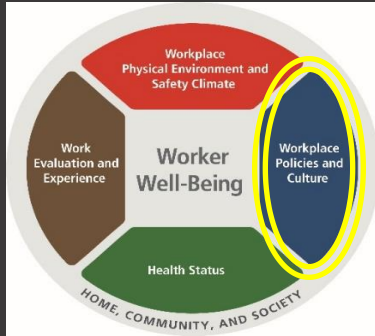 Workplace
Physical Environment and
Safety Climate
Work
Evaluation and
Experience
Worker
Well-Being
Workplace
Policies and
Culture
Health Status
HOME, COMMUNITY, AND SOCIETY